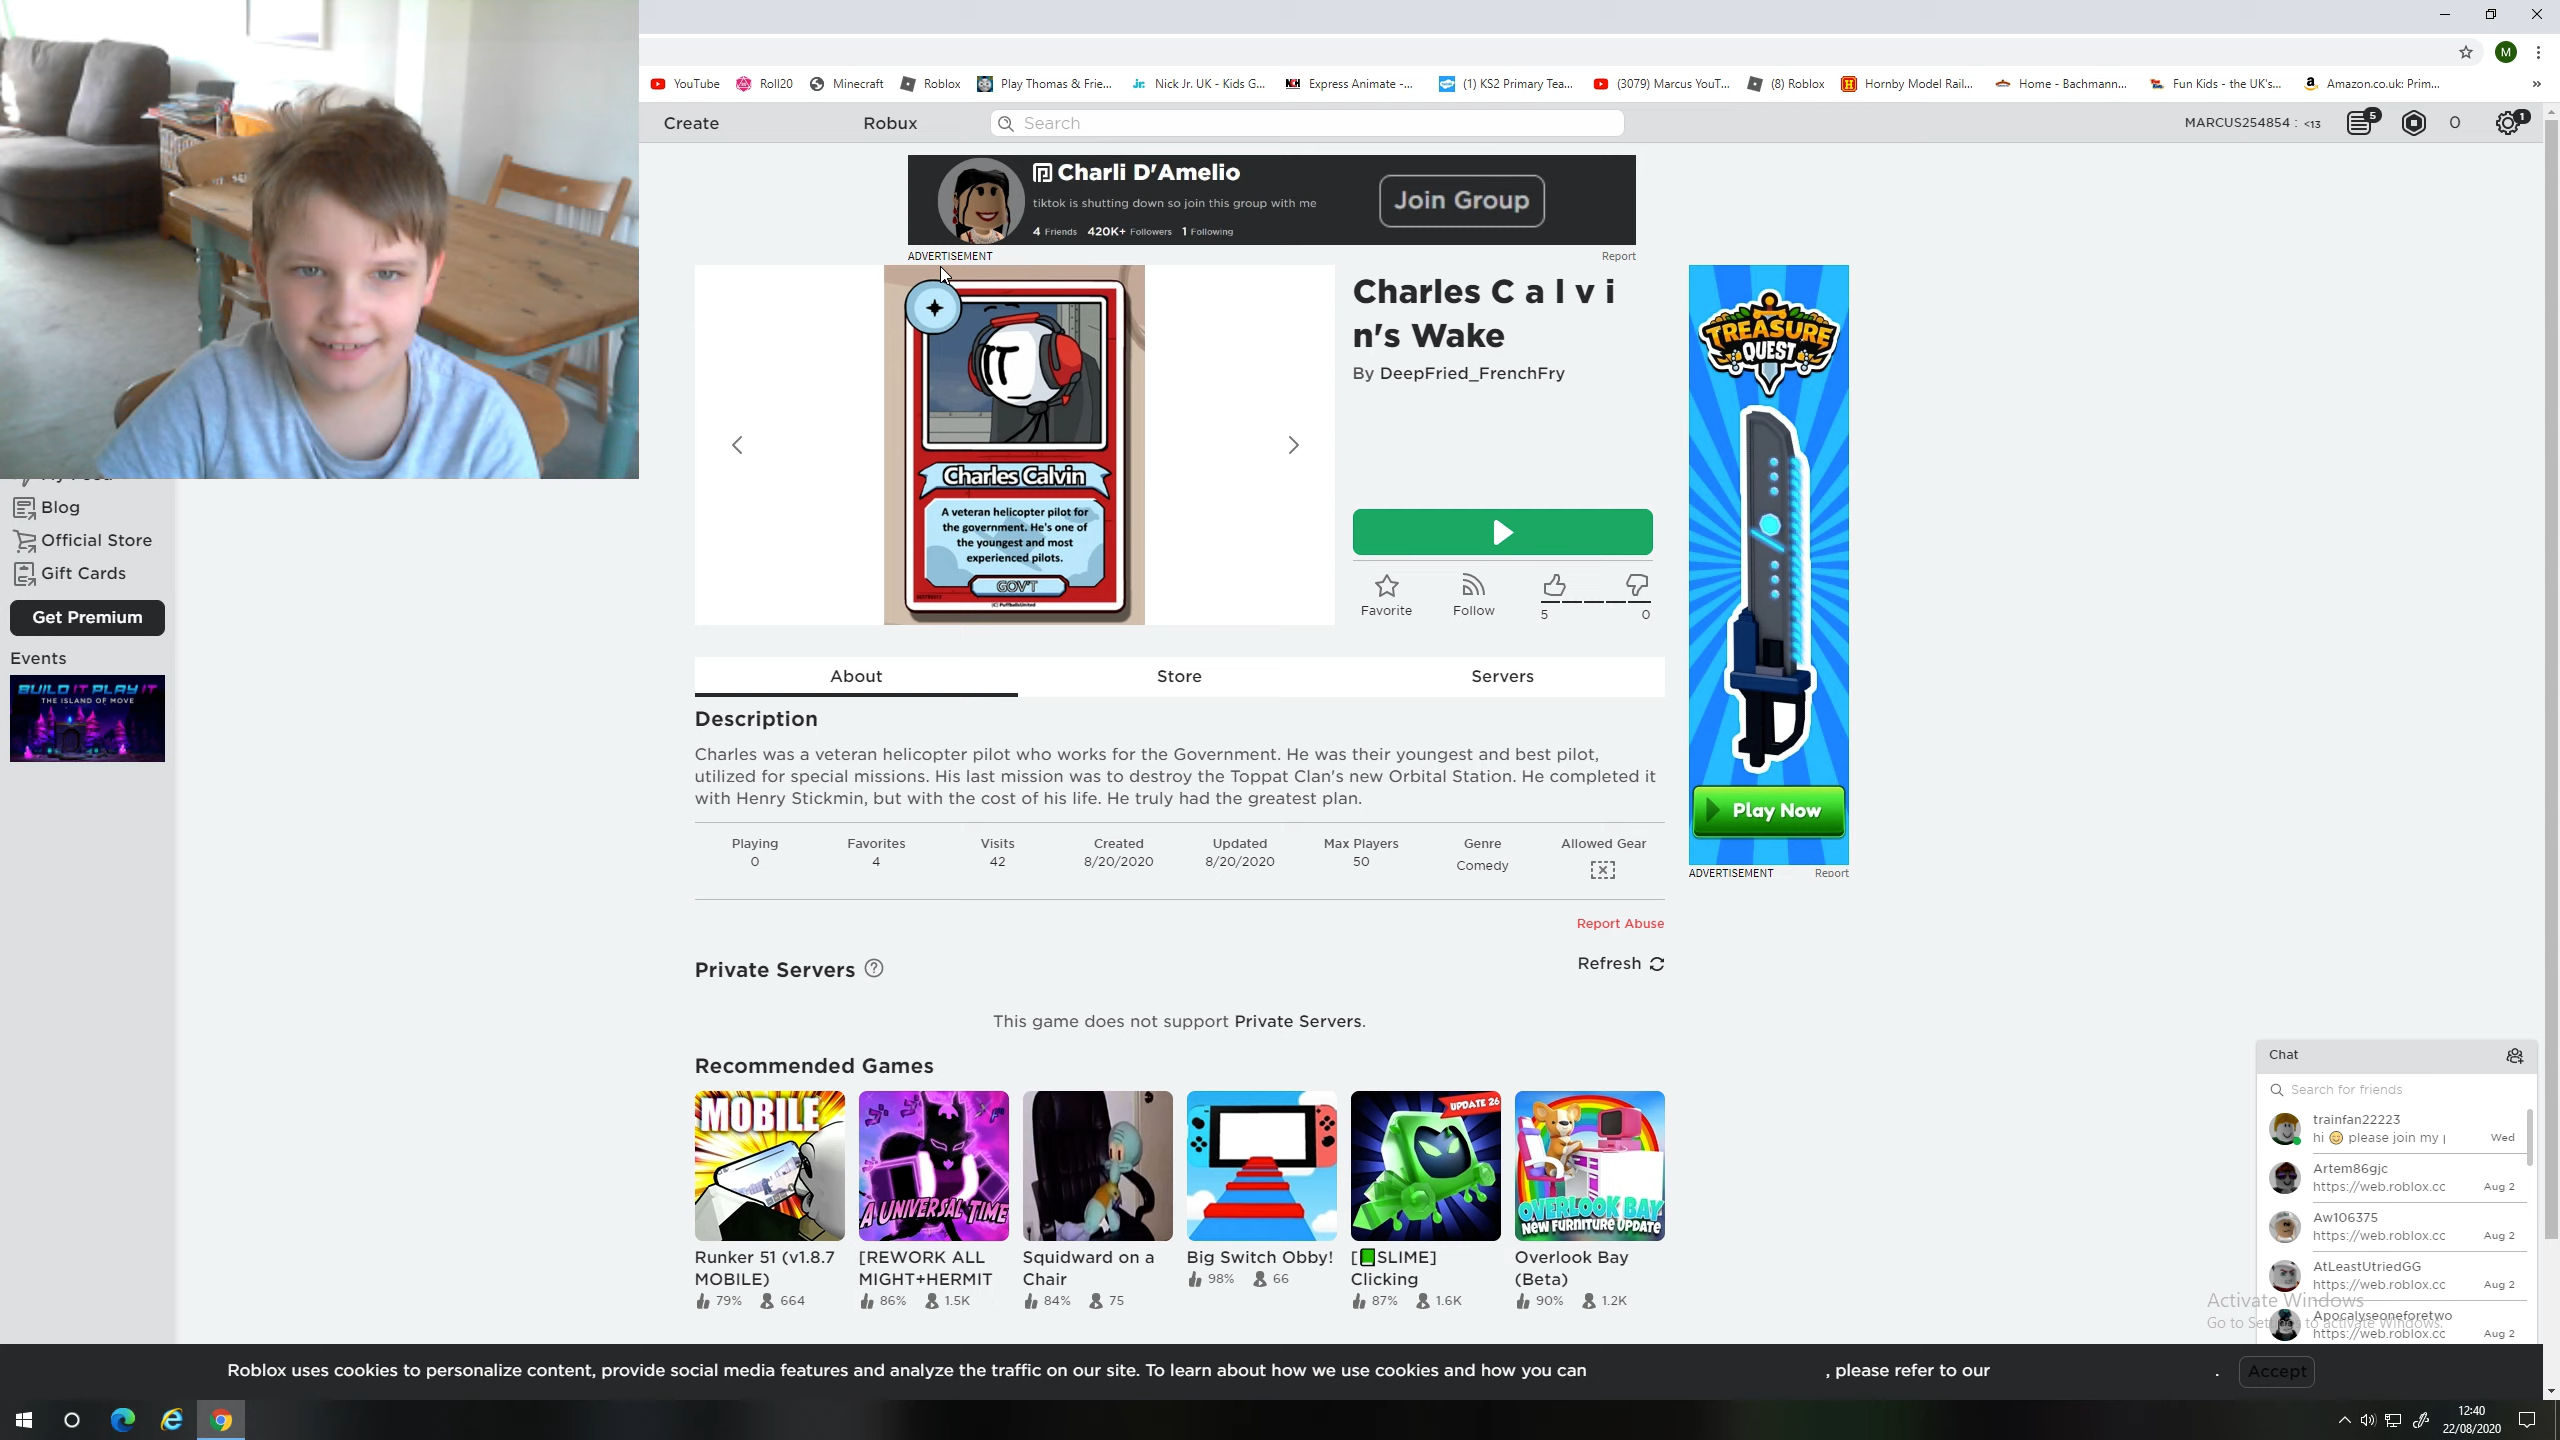 YouTube Roll20 Minecraft Roblox Play Thomas & Frie... Nick Jr. UK - Kids G... Express Animate -... (1) KS2 Primary Tea... (3079) Marcus YouT... (8) Roblox Hornby Model Rail... Home - Bachmann... Fun Kids - the UK's... Amazon.co.uk: Prim... »
M
Create Robux Search MARCUS254854 : <13 5 0 1
Charli D'Amelio
tiktok is shutting down so join this group with me
4 Friends 420K+ Followers 1 Following
Join Group
ADVERTISEMENT Report
Charles Calvin
A veteran helicopter pilot for
the government. He's one of
the youngest and most
experienced pilots.
GOV'T
Charles C a l v i
n's Wake
By DeepFried_FrenchFry
Favorite Follow 5 0
TREASURE
QUEST
Play Now
ADVERTISEMENT Report
Blog
Official Store
Gift Cards
Get Premium
Events
BUILD IT PLAY IT
THE ISLAND OF MOVE
About Store Servers
Description
Charles was a veteran helicopter pilot who works for the Government. He was their youngest and best pilot,
utilized for special missions. His last mission was to destroy the Toppat Clan's new Orbital Station. He completed it
with Henry Stickmin, but with the cost of his life. He truly had the greatest plan.
Playing Favorites Visits Created Updated Max Players Genre Allowed Gear
0 4 42 8/20/2020 8/20/2020 50 Comedy
Report Abuse
Private Servers Refresh
This game does not support Private Servers.
Recommended Games
MOBILE
A UNIVERSAL TIME
UPDATE 26
OVERLOOK BAY
NEW FURNITURE UPDATE
Runker 51 (v1.8.7
MOBILE)
79% 664
[REWORK ALL
MIGHT+HERMIT
86% 1.5K
Squidward on a
Chair
84% 75
Big Switch Obby!
98% 66
[SLIME]
Clicking
87% 1.6K
Overlook Bay
(Beta)
90% 1.2K
Chat
Search for friends
trainfan22223
hi 😊 please join my Wed
Artem86gjc
https://web.roblox.cc Aug 2
Aw106375
https://web.roblox.cc Aug 2
AtLeastUtriedGG
https://web.roblox.cc Aug 2
Apocalyseoneforetwo
https://web.roblox.cc Aug 2
Activate Windows
Go to Settings to activate Windows.
Roblox uses cookies to personalize content, provide social media features and analyze the traffic on our site. To learn about how we use cookies and how you can , please refer to our . Accept
12:40
22/08/2020